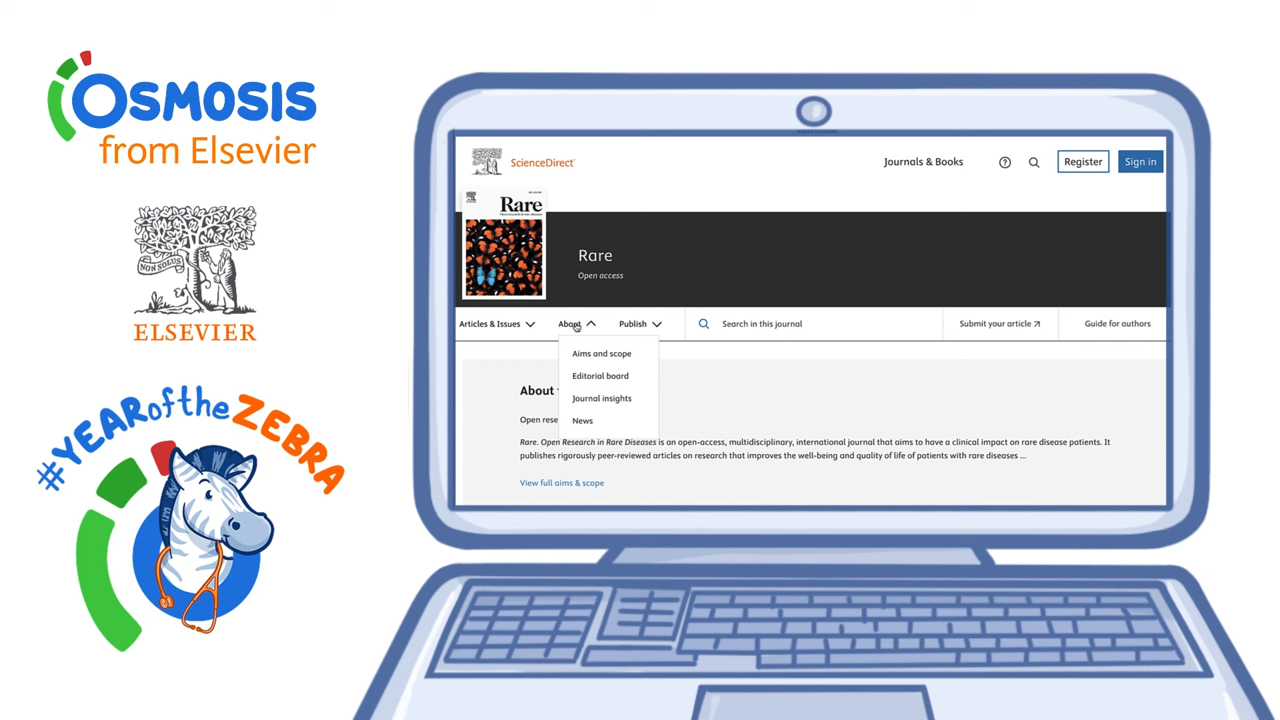 OSMOSIS
from Elsevier
NON SOLUS
ELSEVIER
#YEAR of the ZEBRA
ScienceDirect
Journals & Books
?
Register
Sign in
Rare
Rare
Open access
Articles & Issues
About
Publish
Search in this journal
Submit your article
Guide for authors
Aims and scope
Editorial board
Journal insights
News
About
Open rese
Rare. Open Research in Rare Diseases is an open-access, multidisciplinary, international journal that aims to have a clinical impact on rare disease patients. It
publishes rigorously peer-reviewed articles on research that improves the well-being and quality of life of patients with rare diseases ...
View full aims & scope